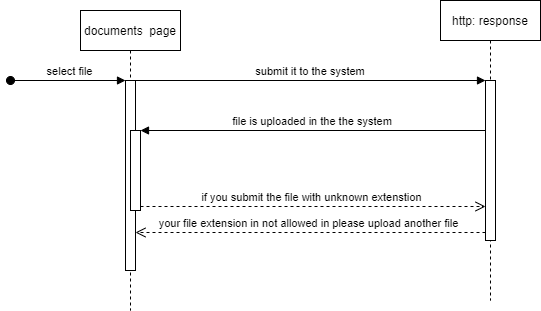 documents page
http: response
select file
submit it to the system
file is uploaded in the the system
if you submit the file with unknown extenstion
your file extension in not allowed in please upload another file